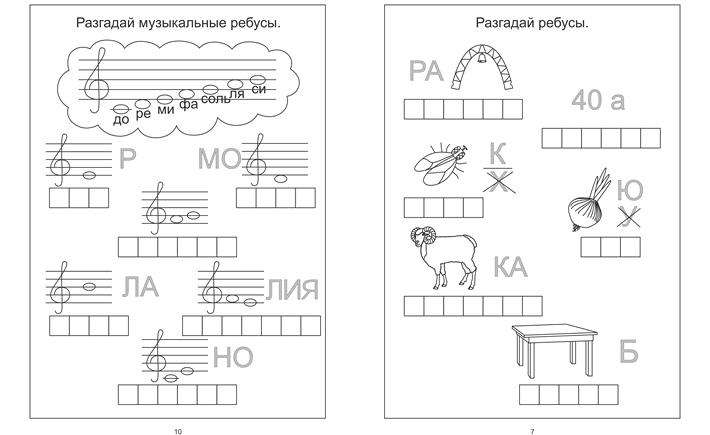 Разгадай музыкальные ребусы.
до ре ми фа соль ля си
Р
МО
ЛА
ЛИЯ
НО
10
Разгадай ребусы.
РА
40 а
К
Х
Ю
У
КА
Б
7